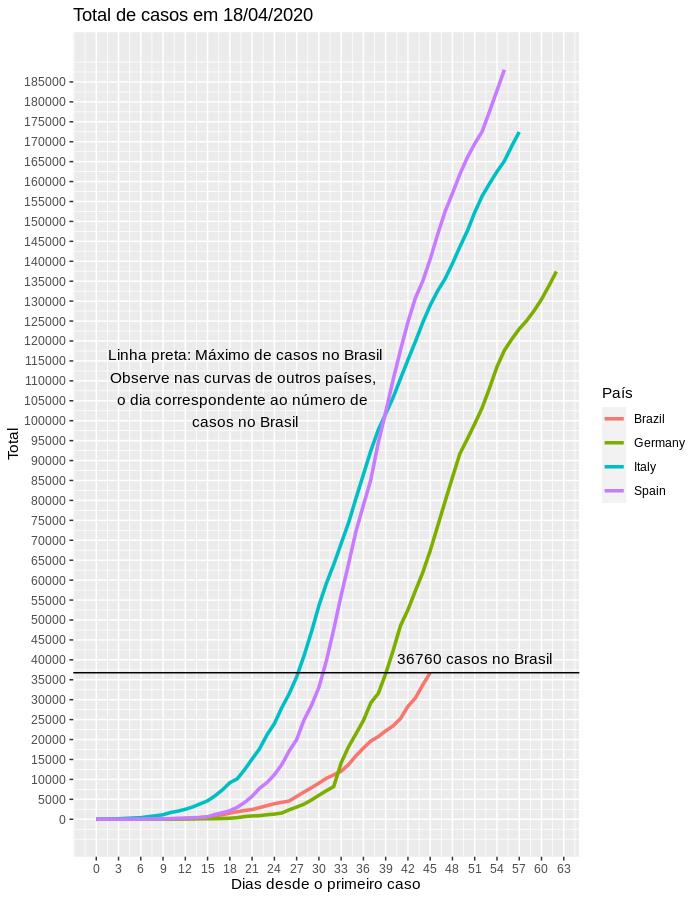 Total de casos em 18/04/2020
185000
180000
175000
170000
165000
160000
155000
150000
145000
140000
135000
130000
125000
120000
115000
110000
105000
100000
95000
90000
85000
80000
75000
70000
65000
60000
55000
50000
45000
40000
35000
30000
25000
20000
15000
10000
5000
0
Total
Linha preta: Máximo de casos no Brasil
Observe nas curvas de outros países,
o dia correspondente ao número de
casos no Brasil
36760 casos no Brasil
0 3 6 9 12 15 18 21 24 27 30 33 36 39 42 45 48 51 54 57 60 63
Dias desde o primeiro caso
País
Brazil
Germany
Italy
Spain